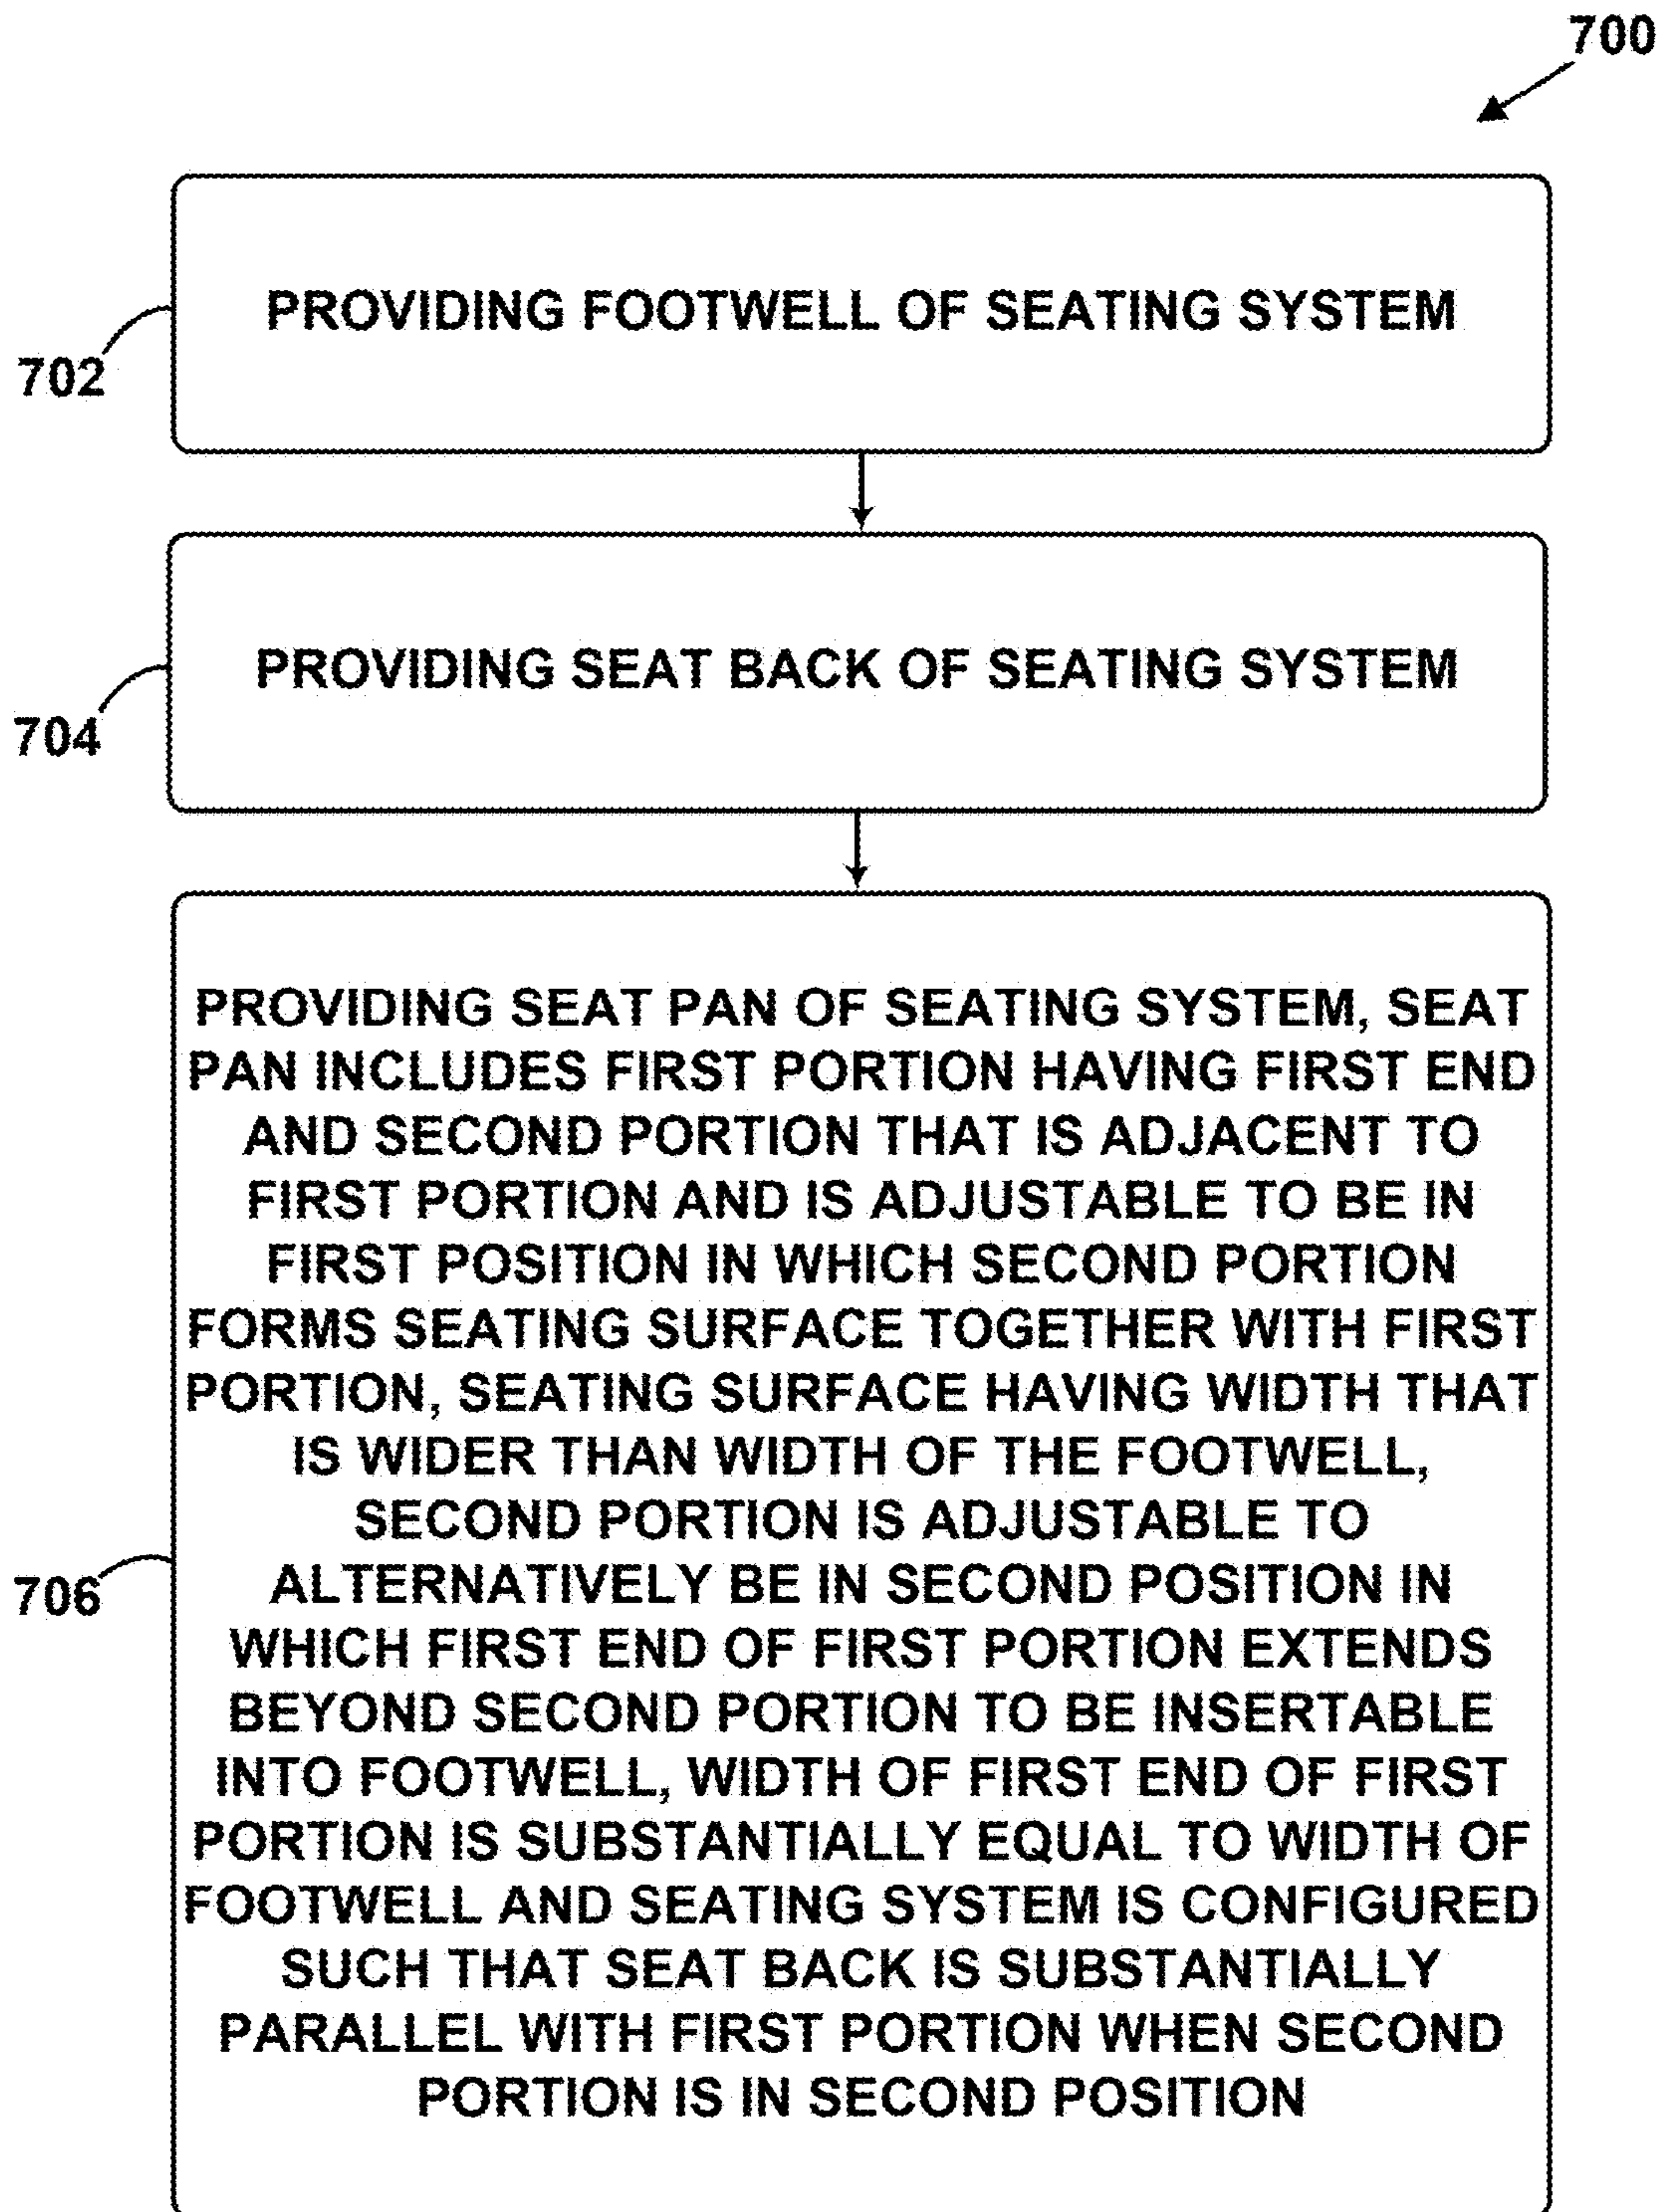 700
PROVIDING FOOTWELL OF SEATING SYSTEM
702
PROVIDING SEAT BACK OF SEATING SYSTEM
704
PROVIDING SEAT PAN OF SEATING SYSTEM, SEAT
PAN INCLUDES FIRST PORTION HAVING FIRST END
AND SECOND PORTION THAT IS ADJACENT TO
FIRST PORTION AND IS ADJUSTABLE TO BE IN
FIRST POSITION IN WHICH SECOND PORTION
FORMS SEATING SURFACE TOGETHER WITH FIRST
PORTION, SEATING SURFACE HAVING WIDTH THAT
IS WIDER THAN WIDTH OF THE FOOTWELL,
SECOND PORTION IS ADJUSTABLE TO
ALTERNATIVELY BE IN SECOND POSITION IN
WHICH FIRST END OF FIRST PORTION EXTENDS
BEYOND SECOND PORTION TO BE INSERTABLE
INTO FOOTWELL, WIDTH OF FIRST END OF FIRST
PORTION IS SUBSTANTIALLY EQUAL TO WIDTH OF
FOOTWELL AND SEATING SYSTEM IS CONFIGURED
SUCH THAT SEAT BACK IS SUBSTANTIALLY
PARALLEL WITH FIRST PORTION WHEN SECOND
PORTION IS IN SECOND POSITION
706